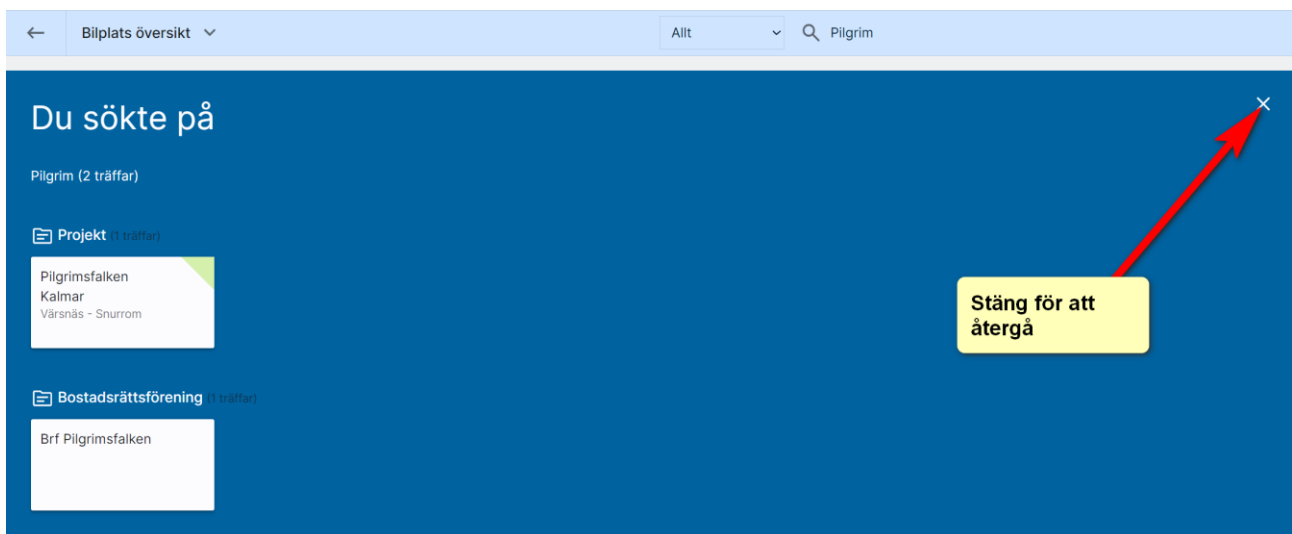 Bilplats översikt
Allt
Pilgrim
Du sökte på
Pilgrim (2 träffar)
Projekt (1 träffar)
Pilgrimsfalken
Kalmar
Värsnäs - Snurrom
Stäng för att
återgå
Bostadsrättsförening (1 träffar)
Brf Pilgrimsfalken